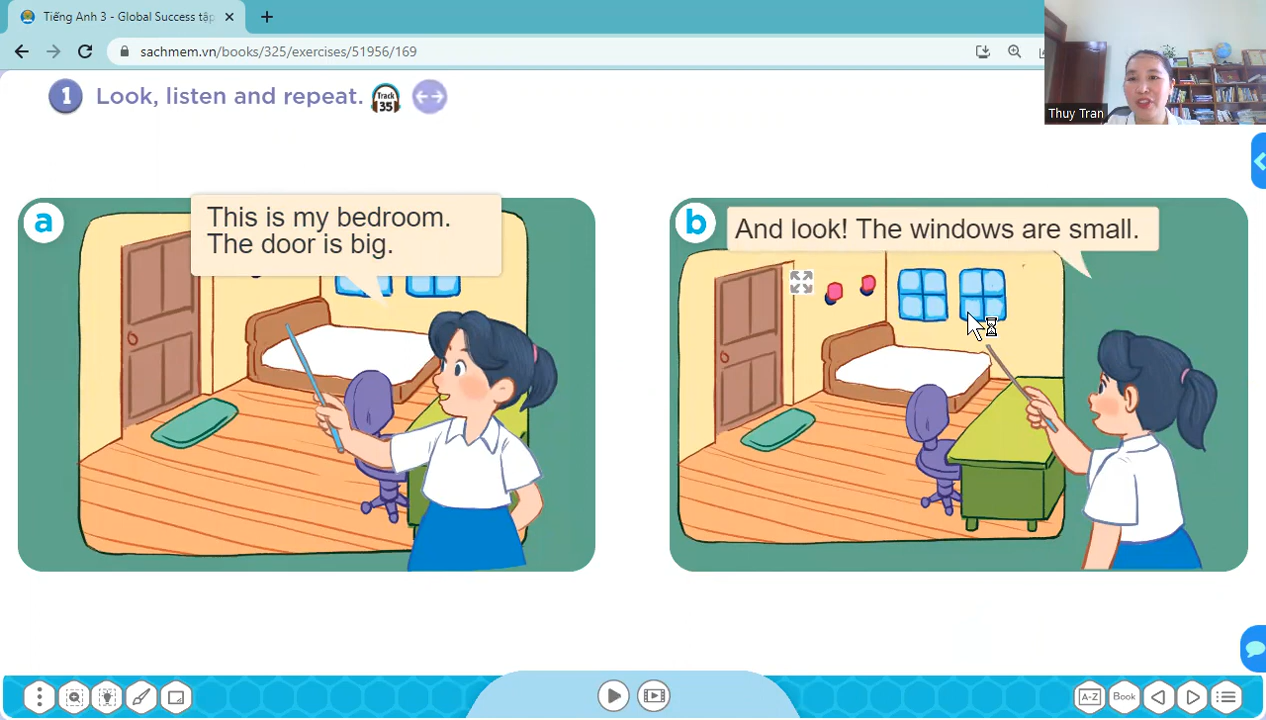 Tiếng Anh 3 - Global Success tập
sachmem.vn/books/325/exercises/51956/169
Thuy Tran
1 Look, listen and repeat. Track 35
a
This is my bedroom.
The door is big.
b
And look! The windows are small.
A-Z Book